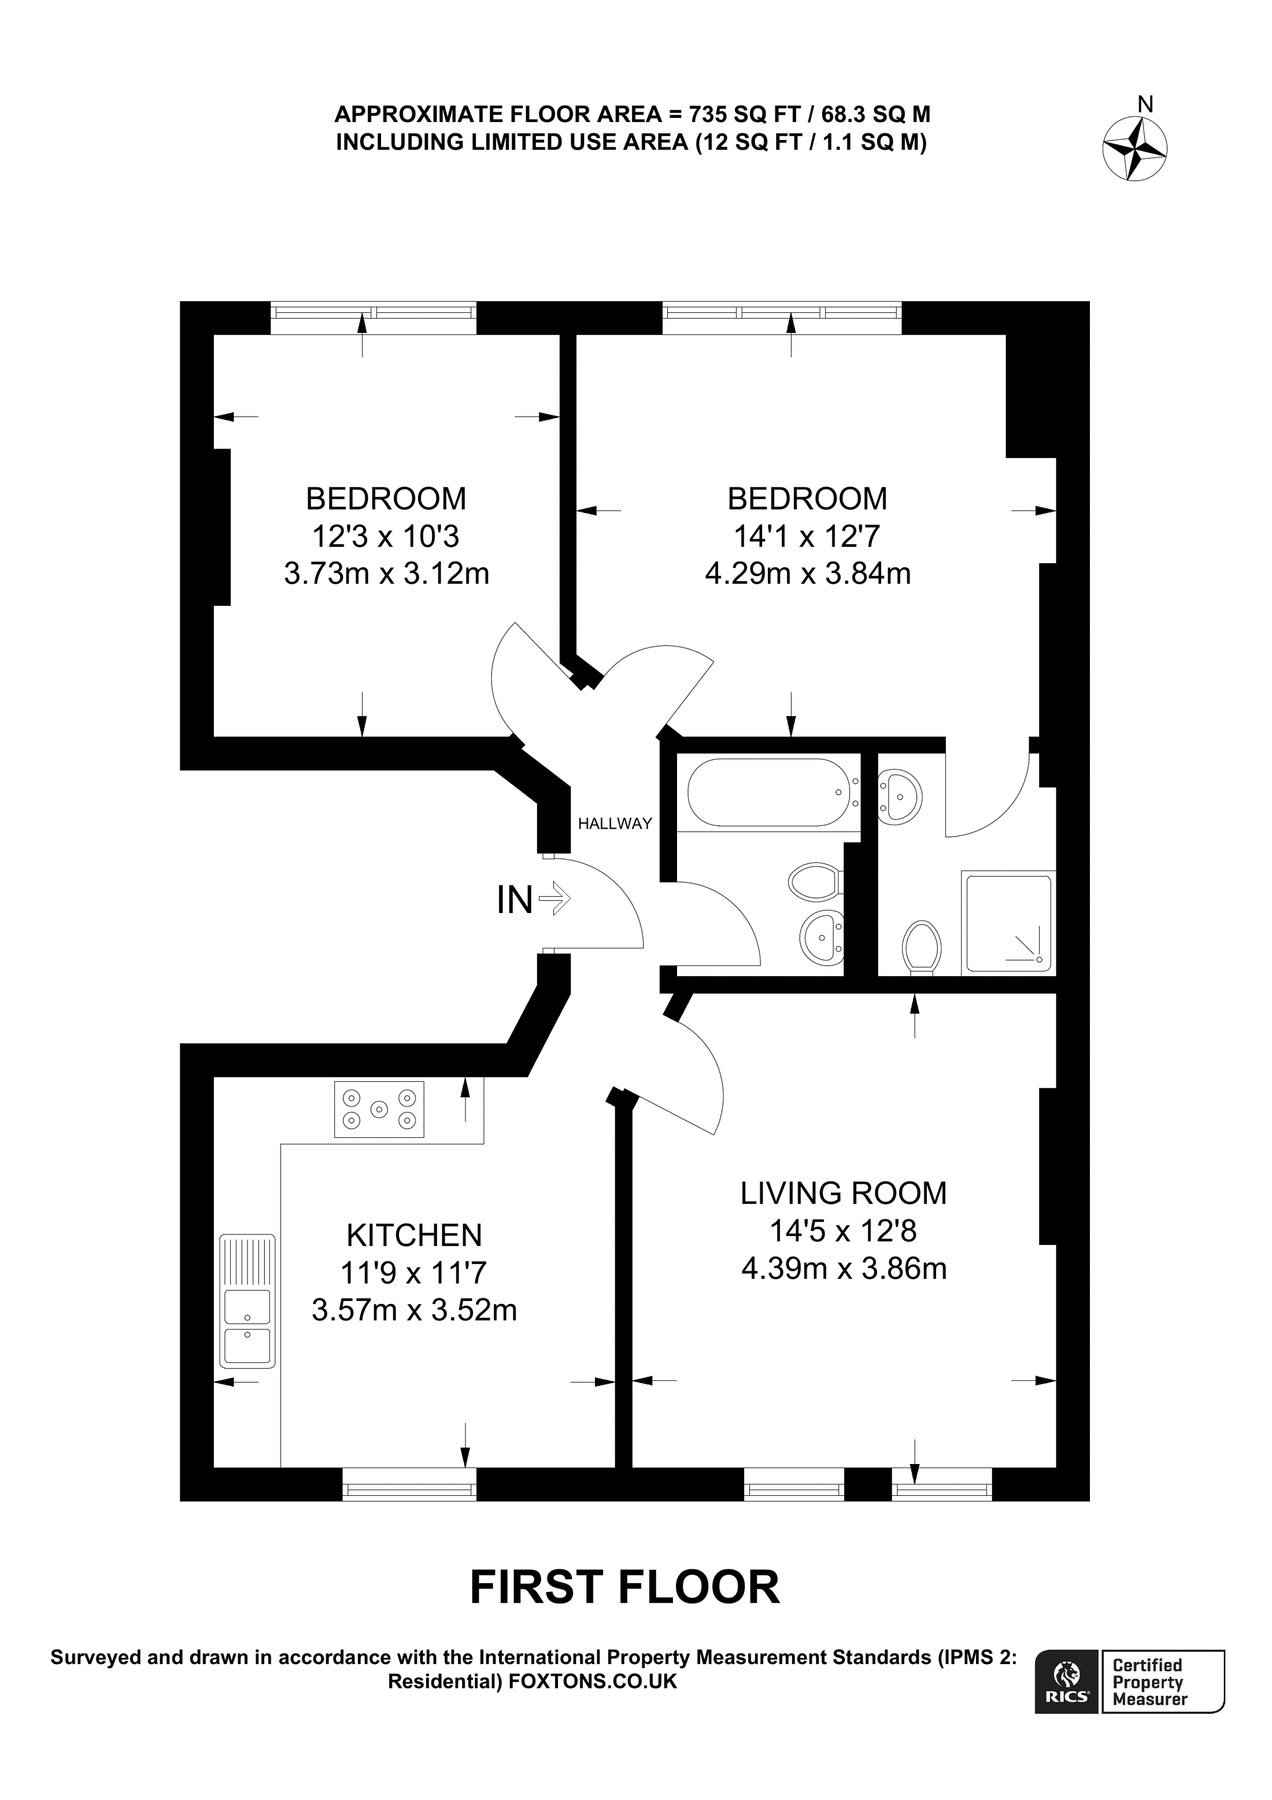 APPROXIMATE FLOOR AREA = 735 SQ FT / 68.3 SQ M
INCLUDING LIMITED USE AREA (12 SQ FT / 1.1 SQ M)
N
BEDROOM
12'3 x 10'3
3.73m x 3.12m
BEDROOM
14'1 x 12'7
4.29m x 3.84m
HALLWAY
IN
LIVING ROOM
14'5 x 12'8
4.39m x 3.86m
KITCHEN
11'9 x 11'7
3.57m x 3.52m
FIRST FLOOR
Surveyed and drawn in accordance with the International Property Measurement Standards (IPMS 2:
Residential) FOXTONS.CO.UK
RICS
Certified
Property
Measurer